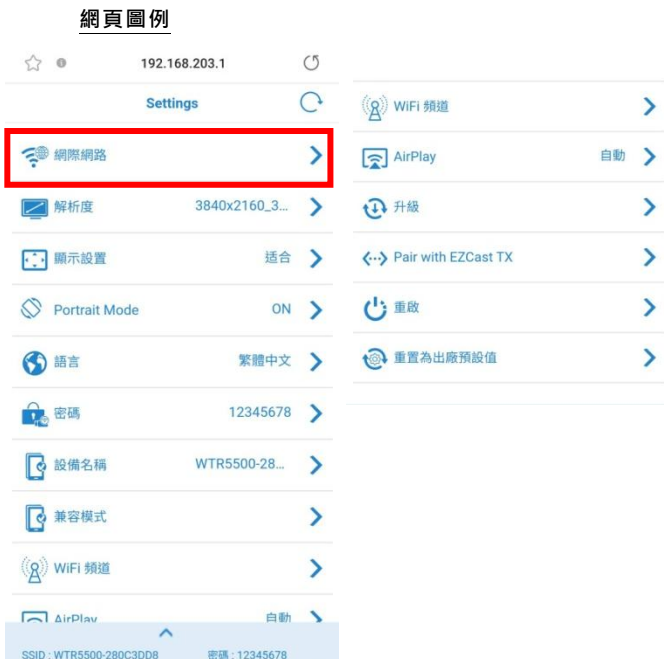 網頁圖例
192.168.203.1
Settings
網際網路
解析度 3840x2160_3...
顯示設置 适合
Portrait Mode ON
語言 繁體中文
密碼 12345678
設備名稱 WTR5500-28...
兼容模式
WiFi 頻道
AirPlay 自動
SSID : WTR5500-280C3DD8 密碼 : 12345678
WiFi 頻道
AirPlay 自動
升級
Pair with EZCast TX
重啟
重置為出廠預設值